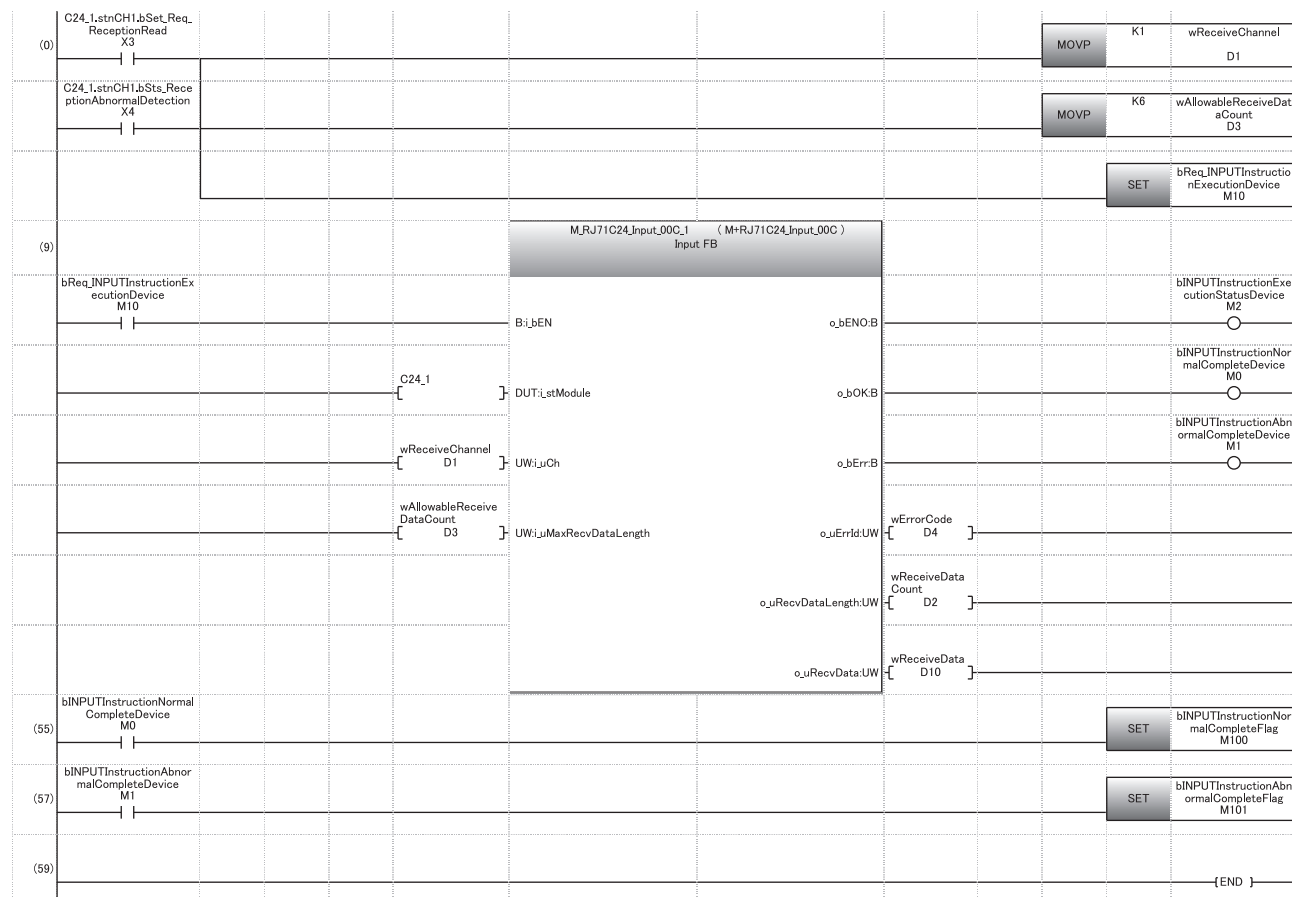 C24_1.stnCH1.bSet_Req_
ReceptionRead
X3
(0)
MOVP
K1
wReceiveChannel
D1
C24_1.stnCH1.bSts_Rece
ptionAbnormalDetection
X4
MOVP
K6
wAllowableReceiveDat
aCount
D3
SET
bReq_INPUTInstructio
nExecutionDevice
M10
(9)
M_RJ71C24_Input_00C_1 ( M+RJ71C24_Input_00C )
Input FB
bReq_INPUTInstructionEx
ecutionDevice
M10
B:i_bEN
o_bENO:B
bINPUTInstructionExe
cutionStatusDevice
M2
C24_1
DUT:i_stModule
o_bOK:B
bINPUTInstructionNor
malCompleteDevice
M0
wReceiveChannel
D1
UW:i_uCh
o_bErr:B
bINPUTInstructionAbn
ormalCompleteDevice
M1
wAllowableReceive
DataCount
D3
UW:i_uMaxRecvDataLength
o_uErrId:UW
wErrorCode
D4
o_uRecvDataLength:UW
wReceiveData
Count
D2
o_uRecvData:UW
wReceiveData
D10
bINPUTInstructionNormal
CompleteDevice
M0
(55)
SET
bINPUTInstructionNor
malCompleteFlag
M100
bINPUTInstructionAbnor
malCompleteDevice
M1
(57)
SET
bINPUTInstructionAbn
ormalCompleteFlag
M101
(59)
[END ]